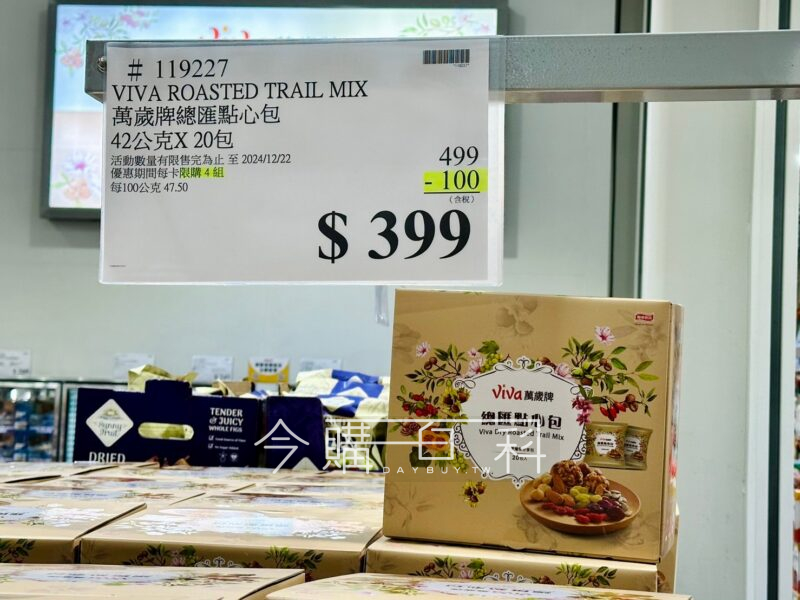 # 119227
VIVA ROASTED TRAIL MIX
萬歲牌總匯點心包
42公克X 20包
活動數量有限售完為止 至 2024/12/22
優惠期間每卡限購 4 組
每100公克 47.50
499
- 100
(含稅)
$ 399
Sunny Fruit
DRIED
TENDER & JUICY
WHOLE FIGS
Viva 萬歲牌
總匯點心包
Viva Dry Roasted Trail Mix
今購百科
DAYBUY.TW